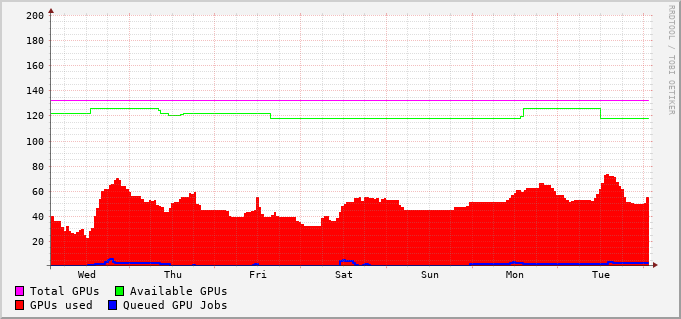 200
180
160
140
120
100
80
60
40
20
Wed Thu Fri Sat Sun Mon Tue
Total GPUs Available GPUs
GPUs used Queued GPU Jobs
RRDTOOL / TOBI OETIKER